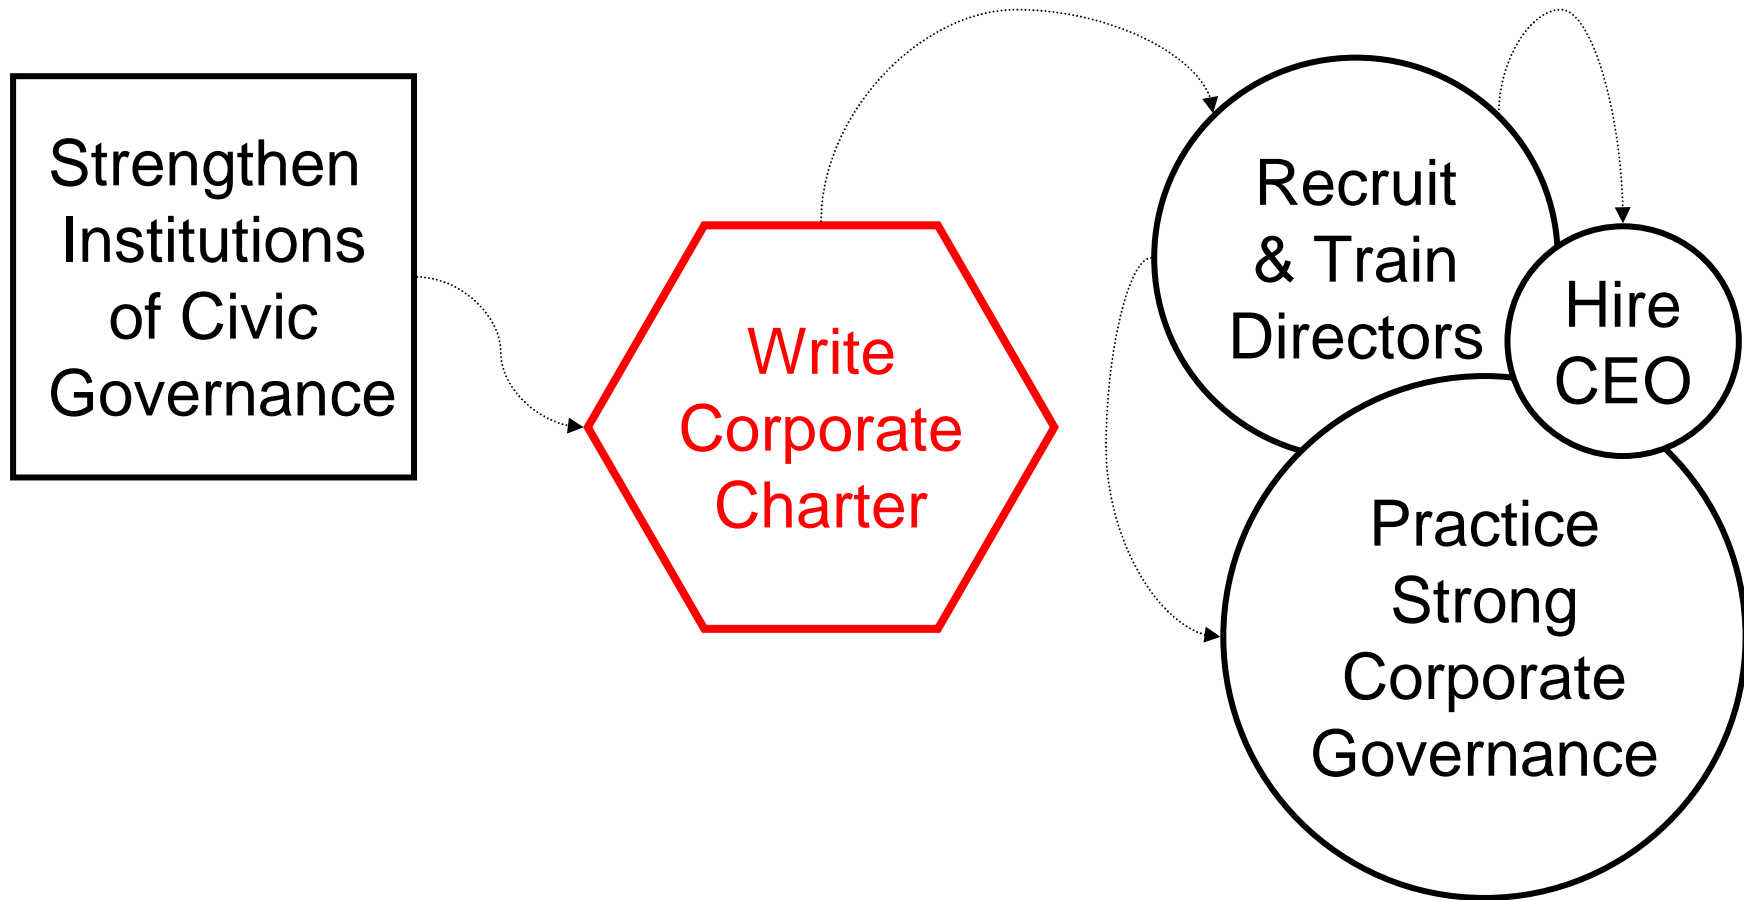 Strengthen
Institutions
of Civic
Governance
Write
Corporate
Charter
Recruit
& Train
Directors
Hire
CEO
Practice
Strong
Corporate
Governance